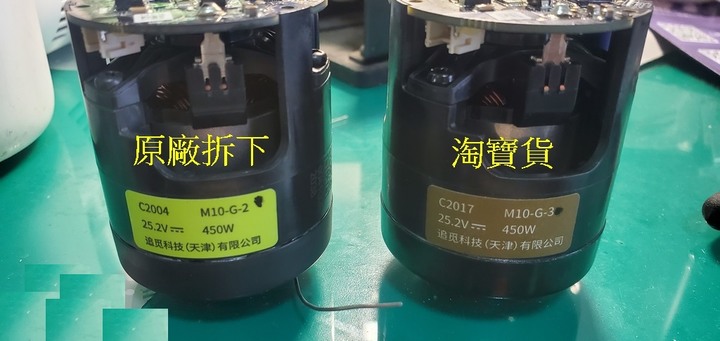 原廠拆下
C2004 M10-G-2
25.2V⎓ 450W
追觅科技(天津)有限公司
淘寶貨
C2017 M10-G-3
25.2V⎓ 450W
追觅科技(天津)有限公司